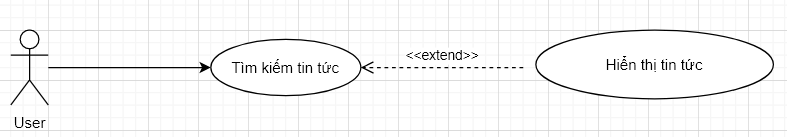 <<extend>>
Tìm kiếm tin tức
Hiển thị tin tức
User